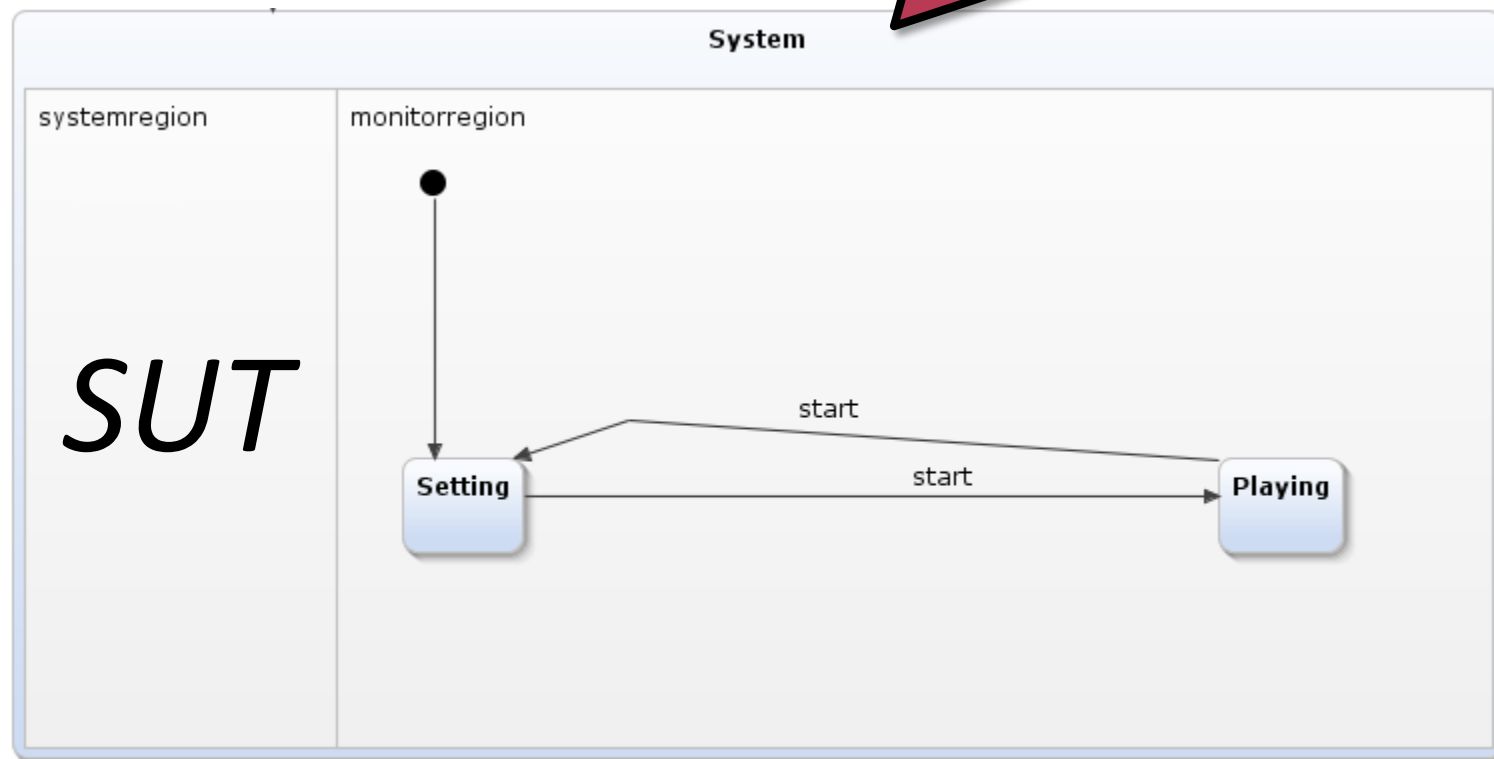 System
systemregion
monitorregion
SUT
start
start
Setting
Playing